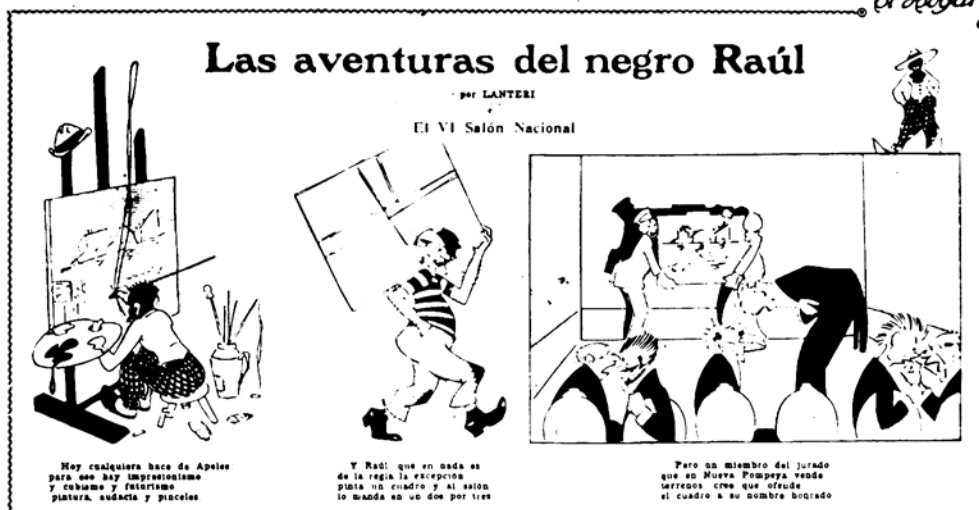 El Hogar
Las aventuras del negro Raúl
por LANTERI
El VI Salón Nacional
Hoy cualquiera hace de Apeles
para eso hay impresionismo
y cubismo y futurismo
pintura, audacia y pinceles
Y Raúl que en nada es
de la regla la excepción
pinta un cuadro y al salón
lo manda en un dos por tres
Pero un miembro del jurado
que en Nueva Pompeya vende
terrenos cree que ofende
el cuadro a su nombre honrado